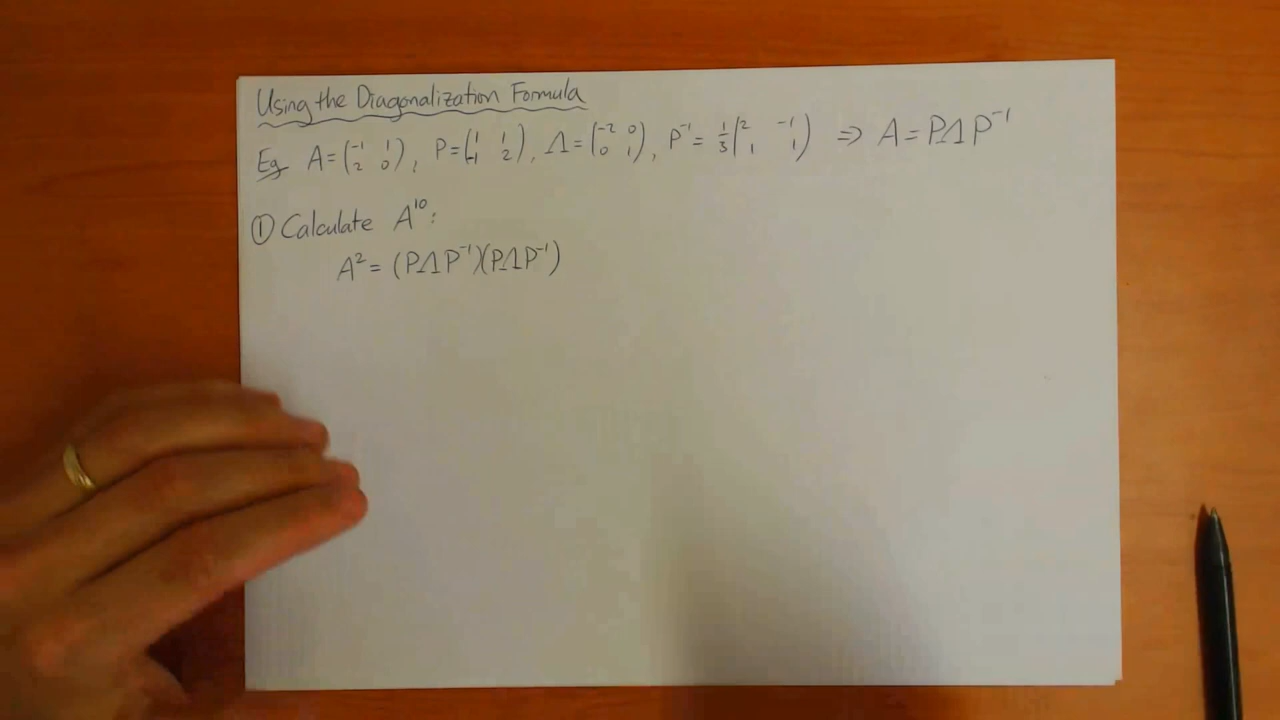 Using the Diagonalization Formula
Eg A = (-1 1; 2 0), P = (1 1; -1 2), Λ = (-2 0; 0 1), P⁻¹ = 1/3 (2 -1; 1 1) ⇒ A = PΛP⁻¹
① Calculate A¹⁰:
A² = (PΛP⁻¹)(PΛP⁻¹)